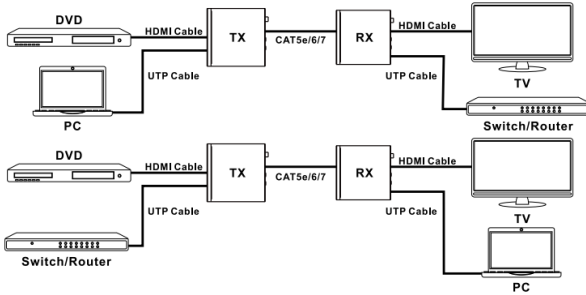 DVD
HDMI Cable
TX
CAT5e/6/7
RX
HDMI Cable
UTP Cable
UTP Cable
TV
PC
Switch/Router
DVD
HDMI Cable
TX
CAT5e/6/7
RX
HDMI Cable
UTP Cable
UTP Cable
TV
Switch/Router
PC